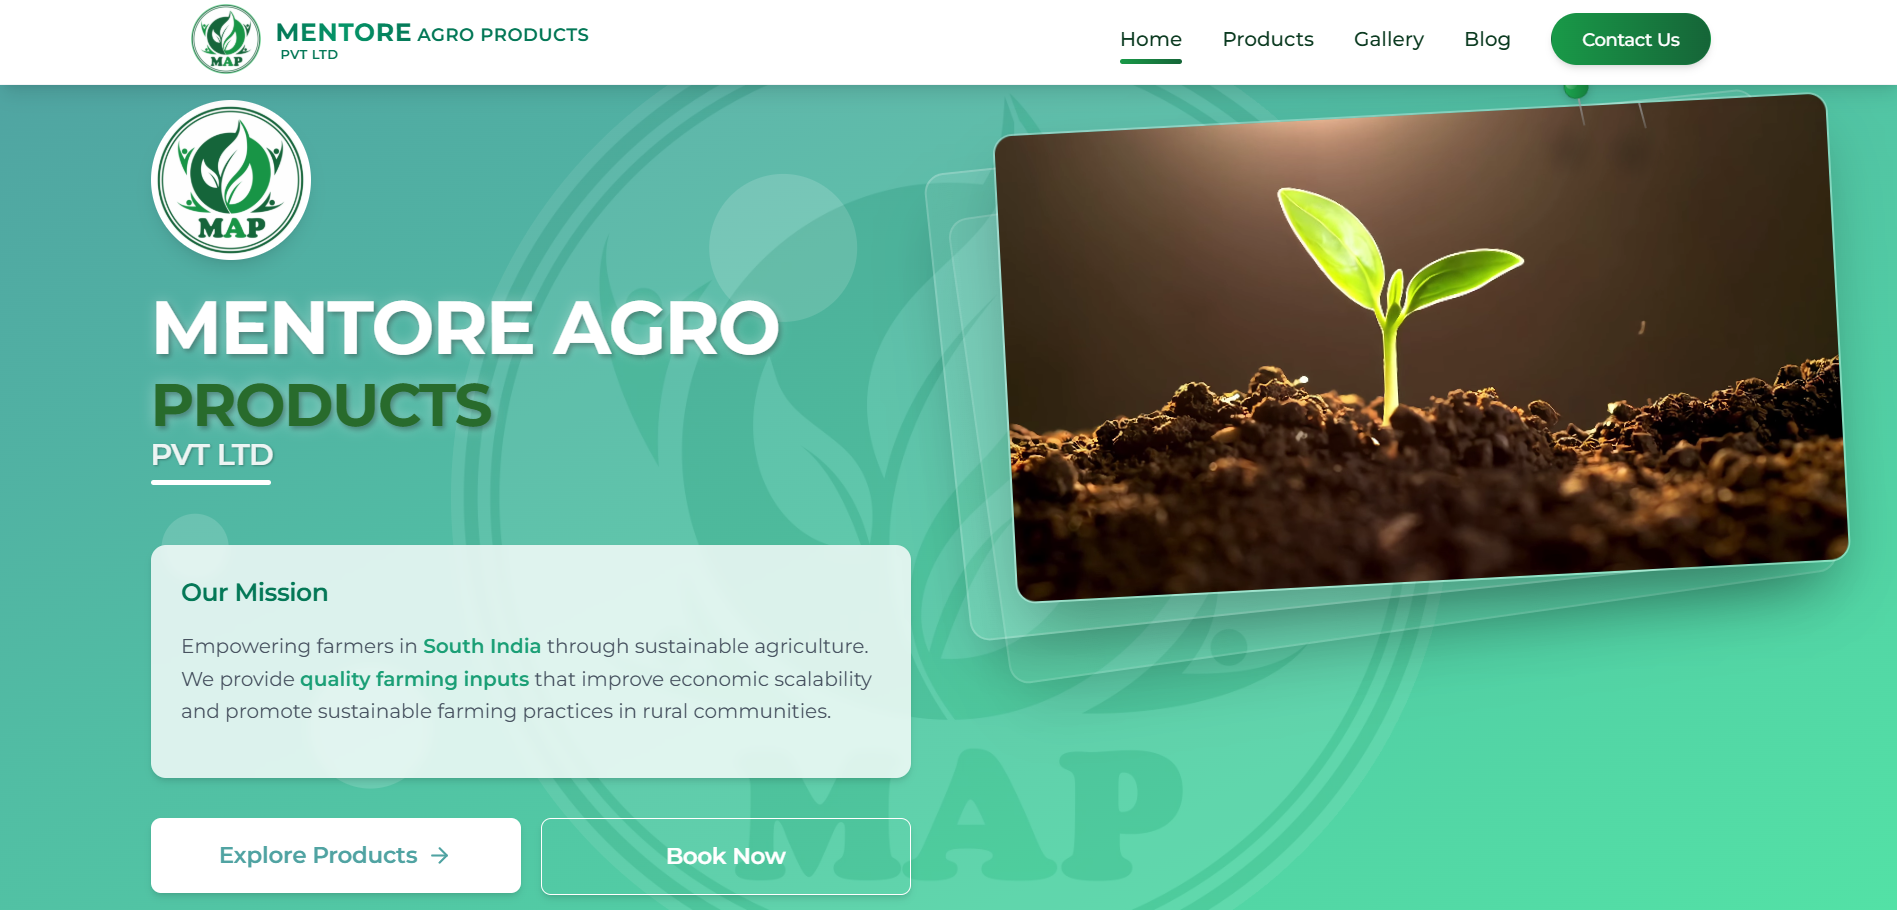 MAP
MENTORE AGRO PRODUCTS
PVT LTD
Home Products Gallery Blog Contact Us
MAP
MENTORE AGRO
PRODUCTS
PVT LTD
Our Mission
Empowering farmers in South India through sustainable agriculture.
We provide quality farming inputs that improve economic scalability
and promote sustainable farming practices in rural communities.
MAP
Explore Products →
Book Now